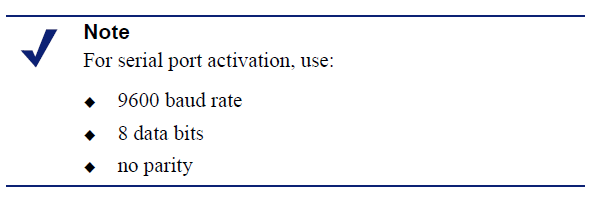 Note
For serial port activation, use:
◆ 9600 baud rate
◆ 8 data bits
◆ no parity